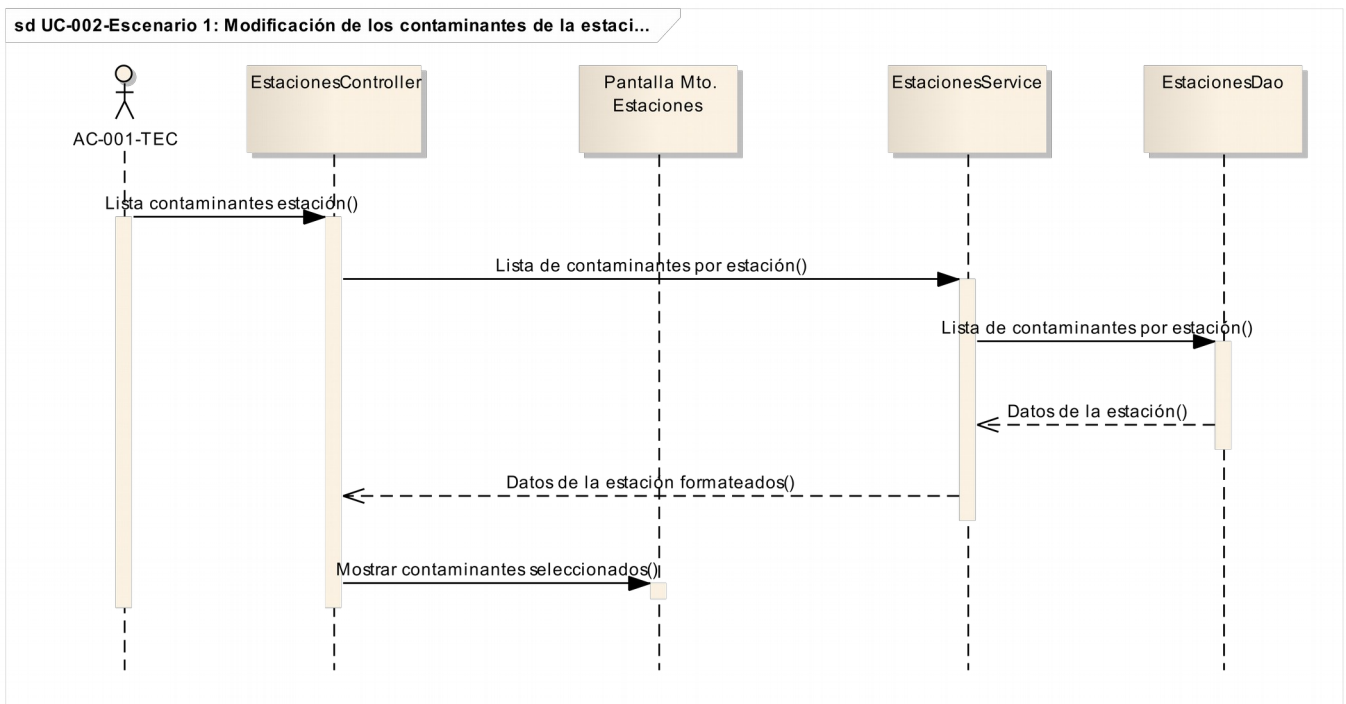 sd UC-002-Escenario 1: Modificación de los contaminantes de la estaci...
AC-001-TEC
EstacionesController
Pantalla Mto.
Estaciones
EstacionesService
EstacionesDao
Lista contaminantes estación()
Lista de contaminantes por estación()
Lista de contaminantes por estación()
Datos de la estación()
Datos de la estación formateados()
Mostrar contaminantes seleccionados()